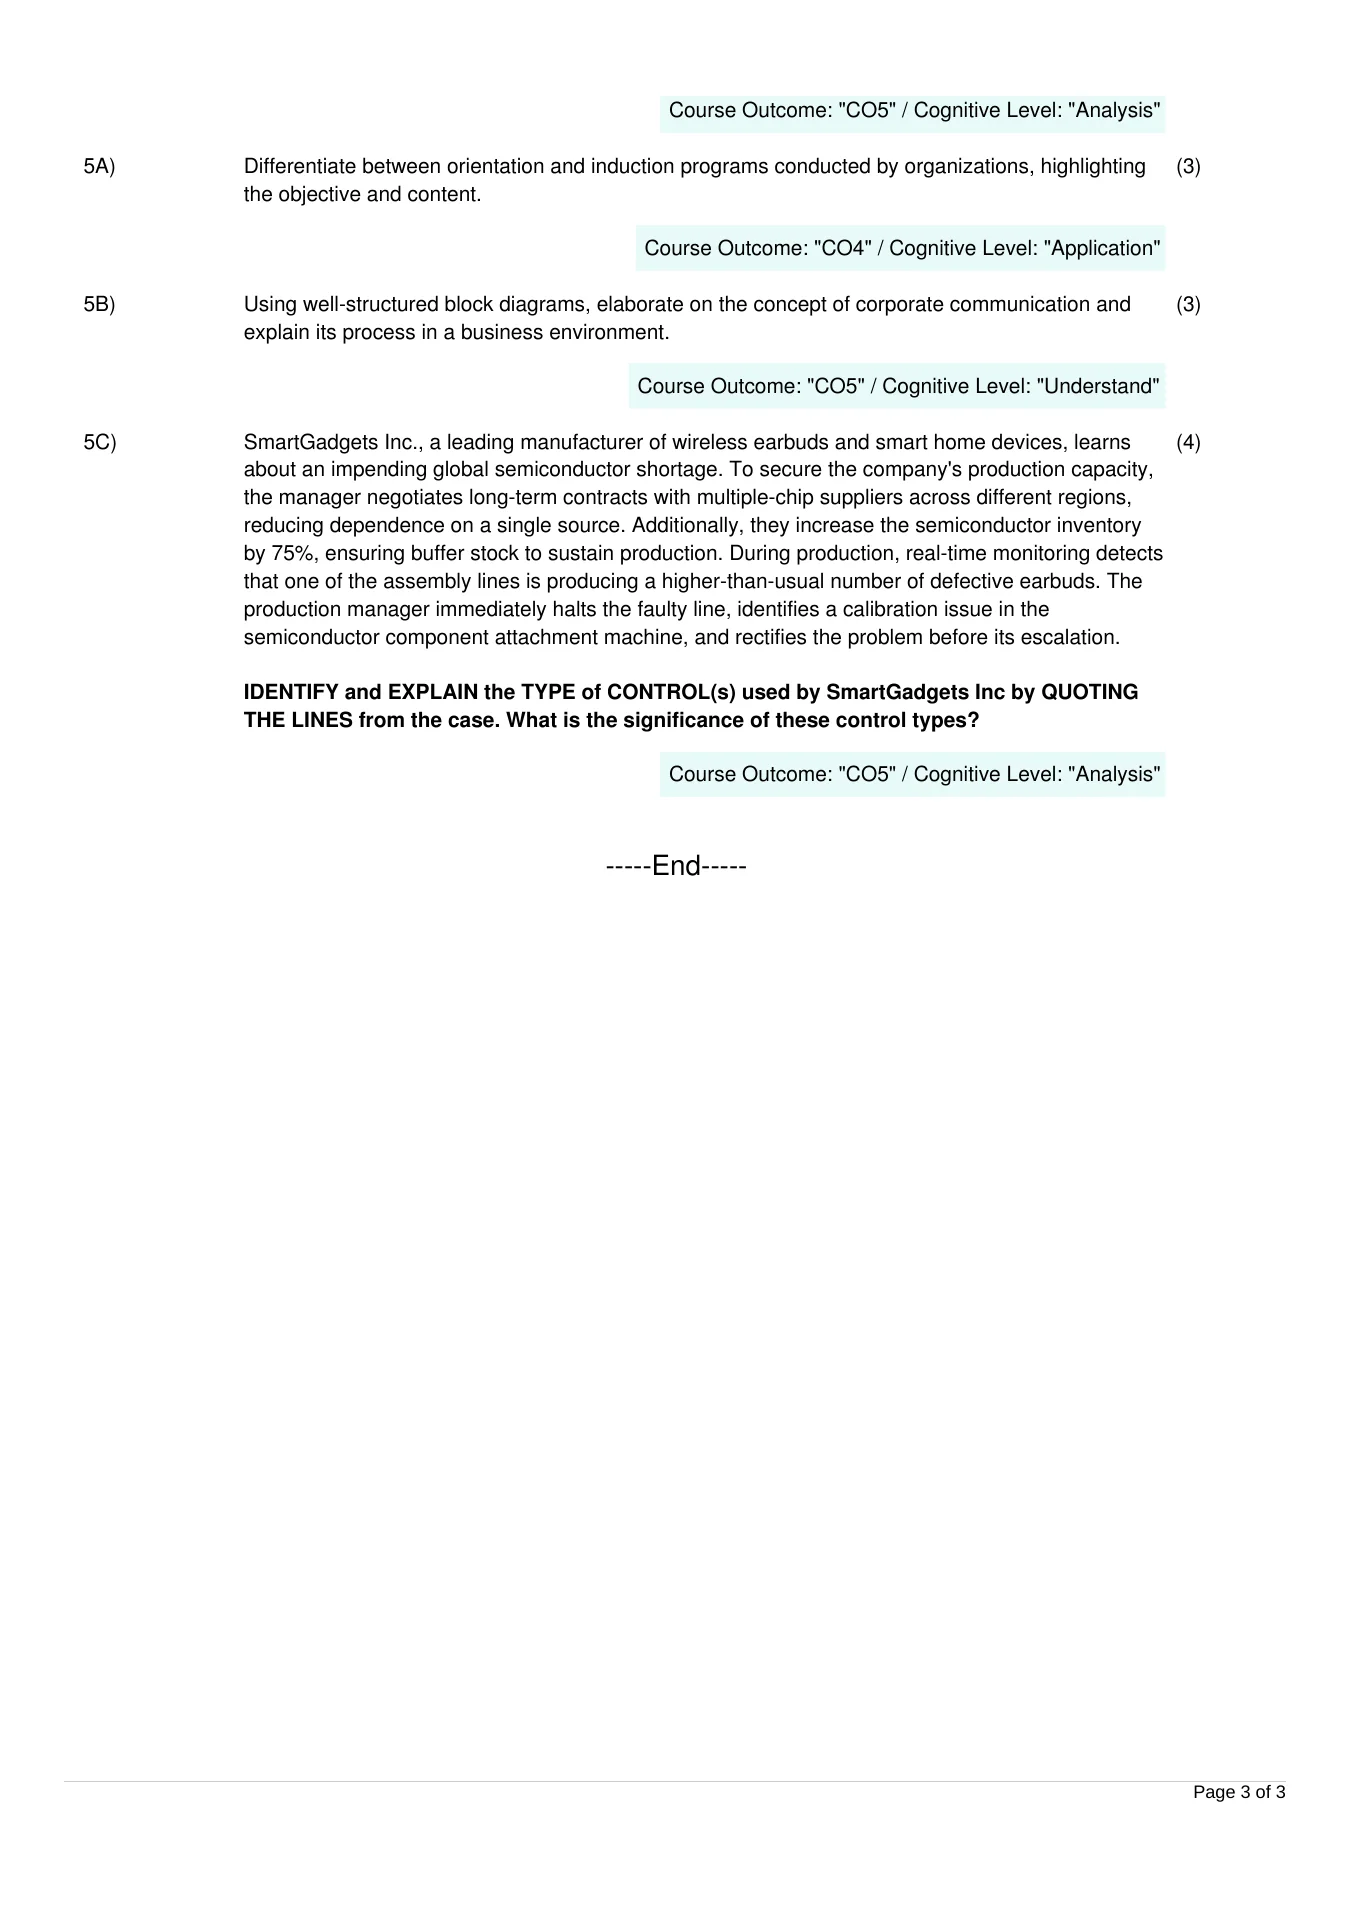 Course Outcome: "CO5" / Cognitive Level: "Analysis"
5A) Differentiate between orientation and induction programs conducted by organizations, highlighting (3)
the objective and content.
Course Outcome: "CO4" / Cognitive Level: "Application"
5B) Using well-structured block diagrams, elaborate on the concept of corporate communication and (3)
explain its process in a business environment.
Course Outcome: "CO5" / Cognitive Level: "Understand"
5C) SmartGadgets Inc., a leading manufacturer of wireless earbuds and smart home devices, learns (4)
about an impending global semiconductor shortage. To secure the company's production capacity,
the manager negotiates long-term contracts with multiple-chip suppliers across different regions,
reducing dependence on a single source. Additionally, they increase the semiconductor inventory
by 75%, ensuring buffer stock to sustain production. During production, real-time monitoring detects
that one of the assembly lines is producing a higher-than-usual number of defective earbuds. The
production manager immediately halts the faulty line, identifies a calibration issue in the
semiconductor component attachment machine, and rectifies the problem before its escalation.
IDENTIFY and EXPLAIN the TYPE of CONTROL(s) used by SmartGadgets Inc by QUOTING
THE LINES from the case. What is the significance of these control types?
Course Outcome: "CO5" / Cognitive Level: "Analysis"
-----End-----
Page 3 of 3